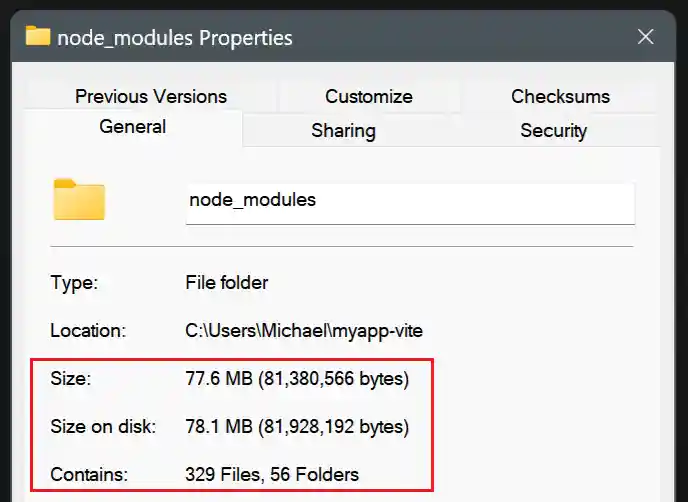 node_modules Properties
Previous Versions Customize Checksums
General Sharing Security
node_modules
Type: File folder
Location: C:\Users\Michael\myapp-vite
Size: 77.6 MB (81,380,566 bytes)
Size on disk: 78.1 MB (81,928,192 bytes)
Contains: 329 Files, 56 Folders